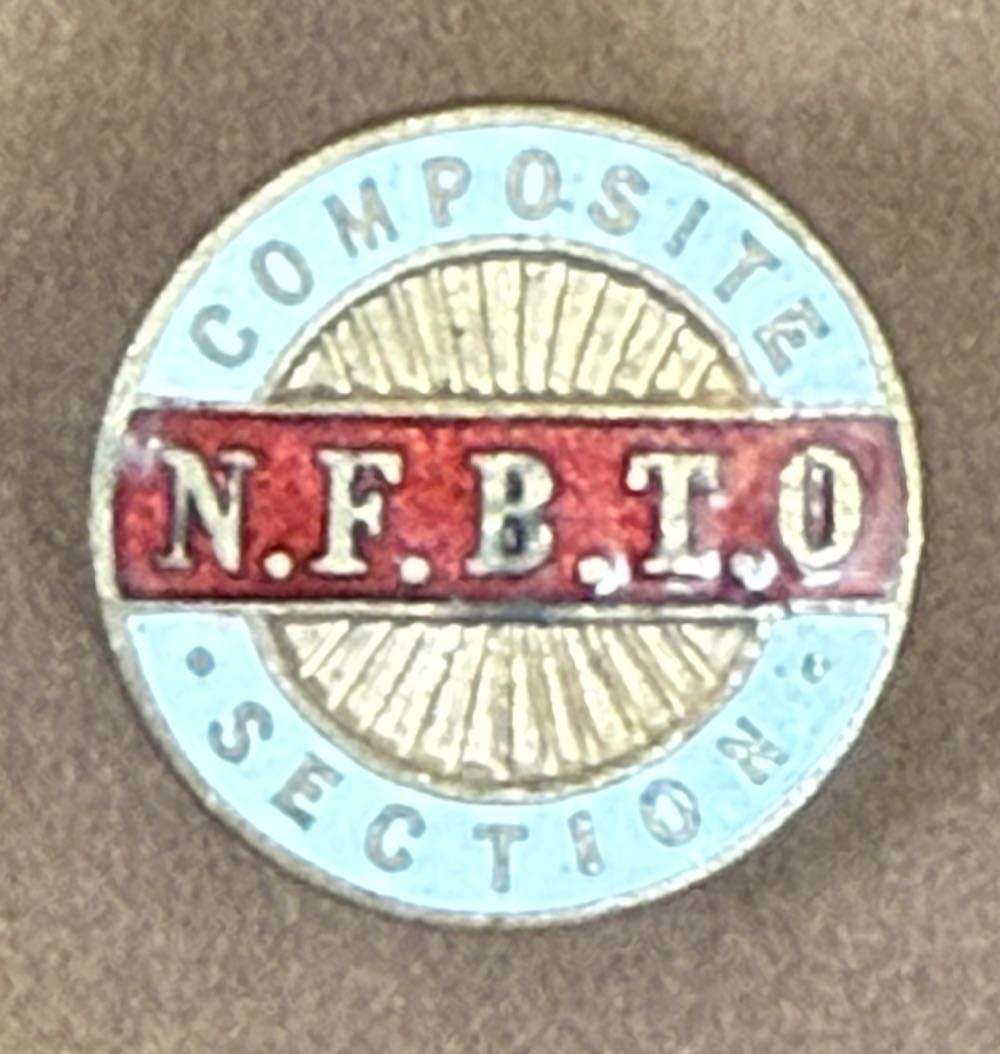 COMPOSITE
N.F.B.T.O
• SECTION •